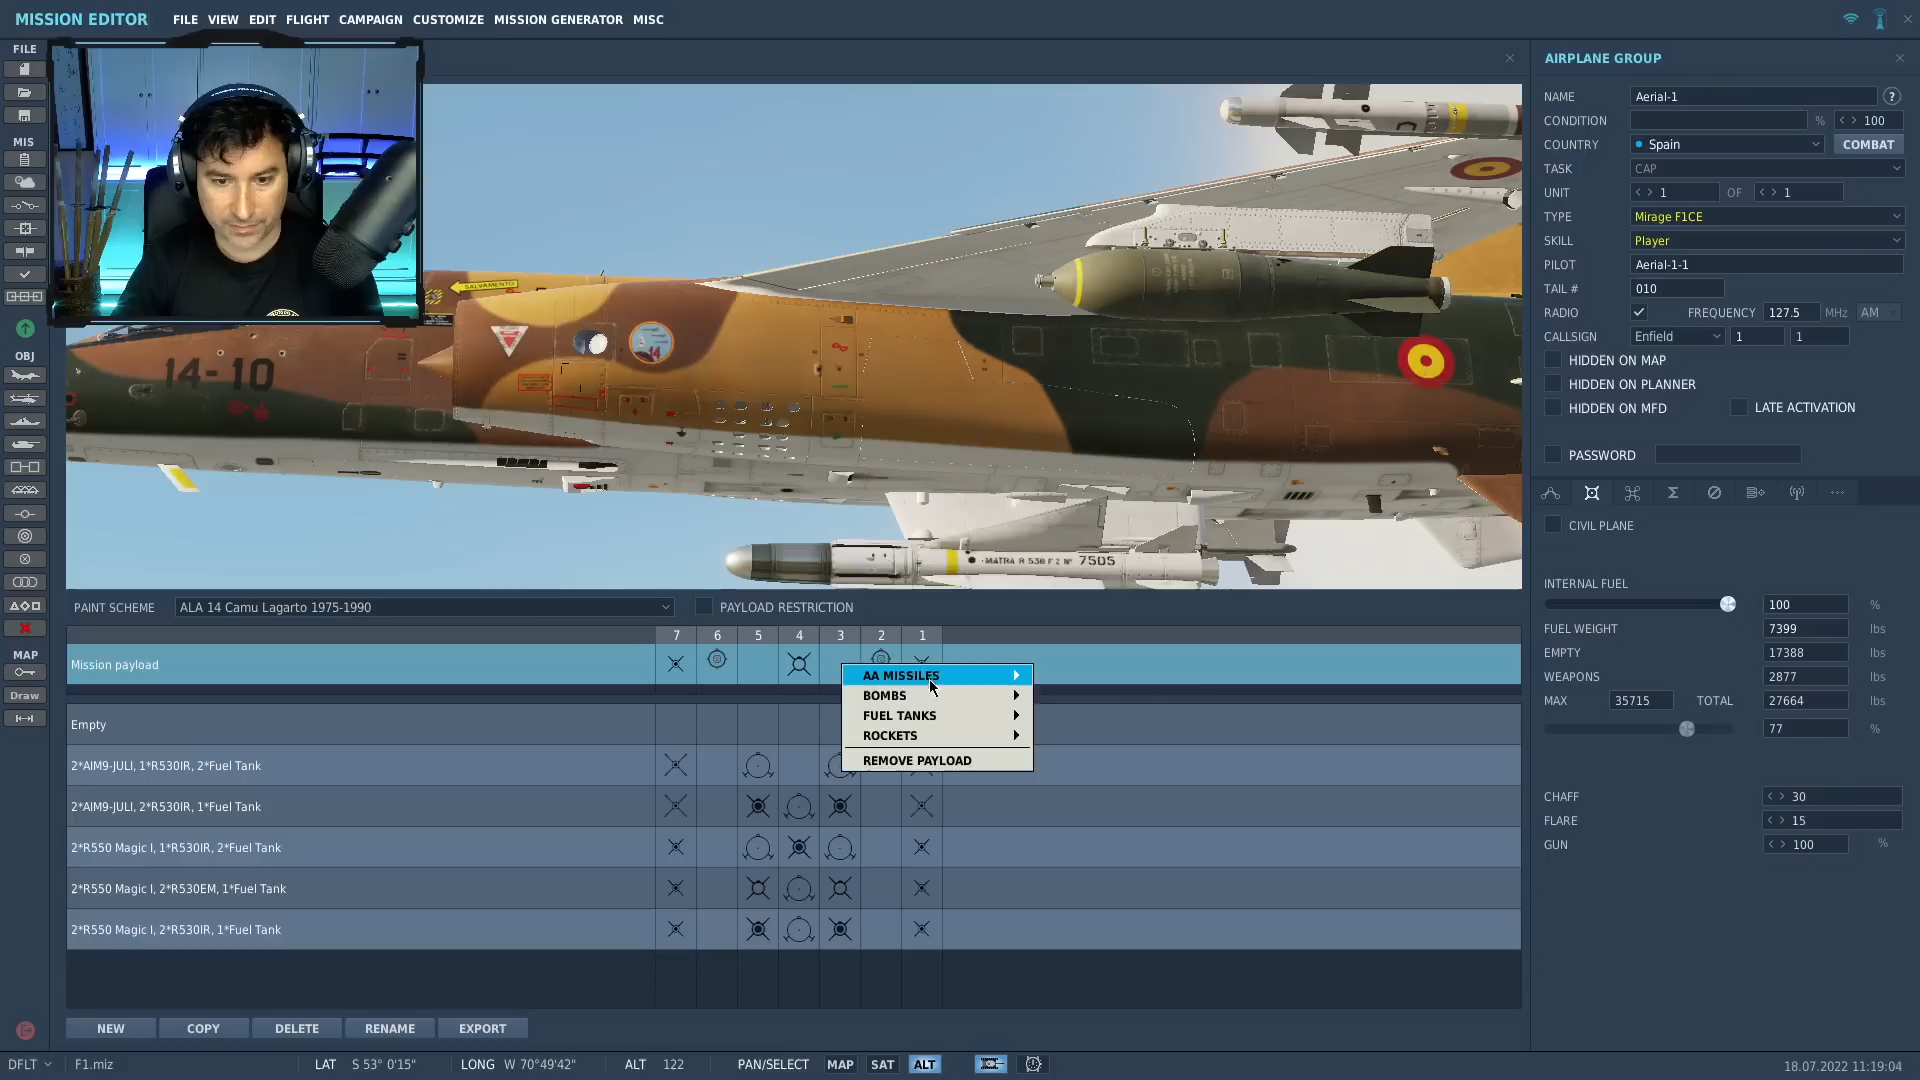 MISSION EDITOR
FILE VIEW EDIT FLIGHT CAMPAIGN CUSTOMIZE MISSION GENERATOR MISC
FILE
MIS
OBJ
MAP
Draw
SALVAMENTO
14-10
14
MATRA R 530 F Z Nº 7505
PAINT SCHEME ALA 14 Camu Lagarto 1975-1990 PAYLOAD RESTRICTION
7 6 5 4 3 2 1
Mission payload
AA MISSILES
BOMBS
FUEL TANKS
ROCKETS
REMOVE PAYLOAD
Empty
2*AIM9-JULI, 1*R530IR, 2*Fuel Tank
2*AIM9-JULI, 2*R530IR, 1*Fuel Tank
2*R550 Magic I, 1*R530IR, 2*Fuel Tank
2*R550 Magic I, 2*R530EM, 1*Fuel Tank
2*R550 Magic I, 2*R530IR, 1*Fuel Tank
NEW COPY DELETE RENAME EXPORT
AIRPLANE GROUP
NAME Aerial-1 ?
CONDITION % < > 100
COUNTRY Spain COMBAT
TASK CAP
UNIT < > 1 OF < > 1
TYPE Mirage F1CE
SKILL Player
PILOT Aerial-1-1
TAIL # 010
RADIO FREQUENCY 127.5 MHz AM
CALLSIGN Enfield 1 1
HIDDEN ON MAP
HIDDEN ON PLANNER
HIDDEN ON MFD LATE ACTIVATION
PASSWORD
CIVIL PLANE
INTERNAL FUEL
100 %
FUEL WEIGHT 7399 lbs
EMPTY 17388 lbs
WEAPONS 2877 lbs
MAX 35715 TOTAL 27664 lbs
77 %
CHAFF < > 30
FLARE < > 15
GUN < > 100 %
DFLT F1.miz LAT S 53° 0'15" LONG W 70°49'42" ALT 122 PAN/SELECT MAP SAT ALT 18.07.2022 11:19:04